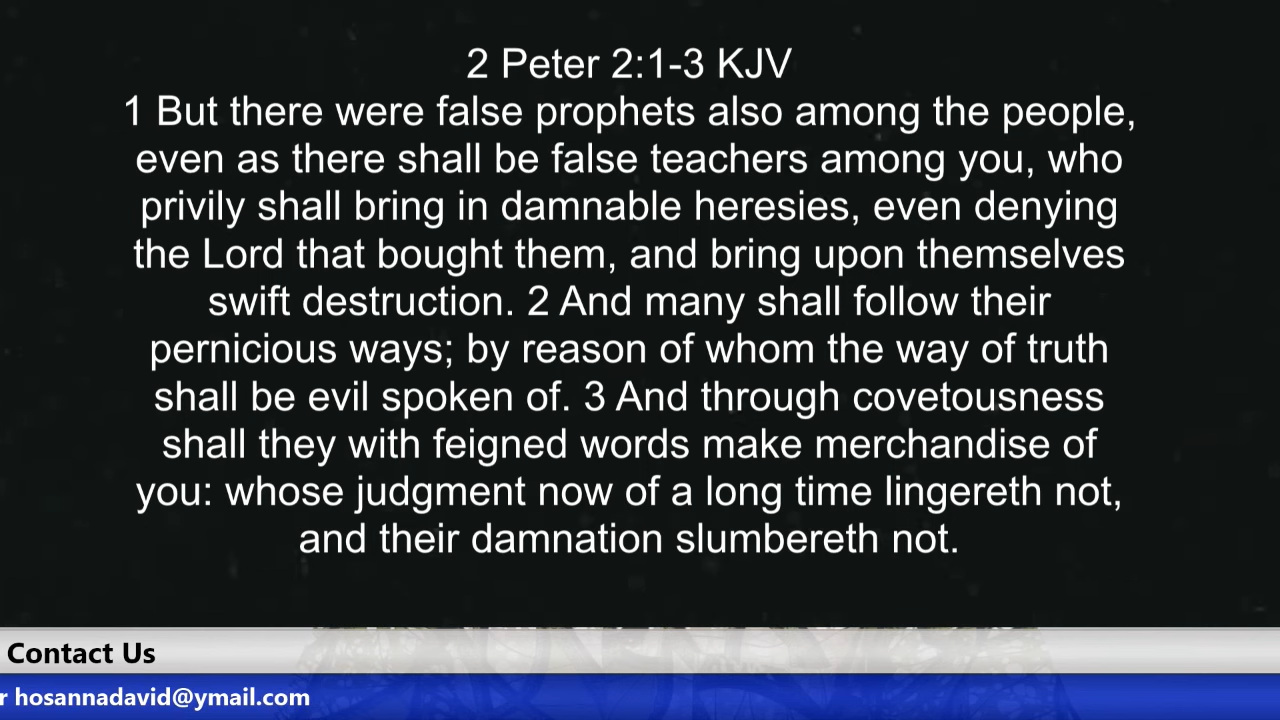 2 Peter 2:1-3 KJV
1 But there were false prophets also among the people,
even as there shall be false teachers among you, who
privily shall bring in damnable heresies, even denying
the Lord that bought them, and bring upon themselves
swift destruction. 2 And many shall follow their
pernicious ways; by reason of whom the way of truth
shall be evil spoken of. 3 And through covetousness
shall they with feigned words make merchandise of
you: whose judgment now of a long time lingereth not,
and their damnation slumbereth not.
Contact Us
r hosannadavid@ymail.com